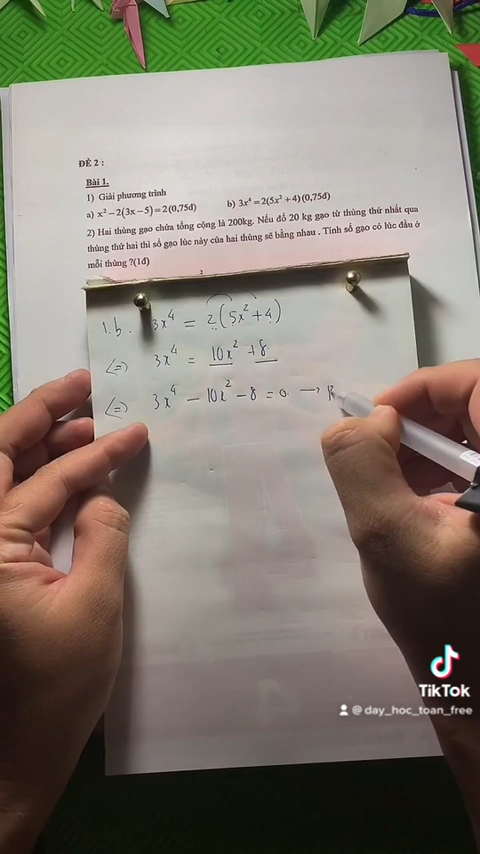 ĐỀ 2 :
Bài 1.
1) Giải phương trình
a) x² − 2(3x − 5) = 2(0,75đ) b) 3x⁴ = 2(5x² + 4)(0,75đ)
2) Hai thùng gạo chứa tổng cộng là 200kg. Nếu đổ 20 kg gạo từ thùng thứ nhất qua
thùng thứ hai thì số gạo lúc này của hai thùng sẽ bằng nhau . Tính số gạo có lúc đầu ở
mỗi thùng ?(1đ)
2
1.b. 3x⁴ = 2(5x² + 4)
(=) 3x⁴ = 10x² + 8
(=) 3x⁴ − 10x² − 8 = 0. →
TikTok
@day_hoc_toan_free